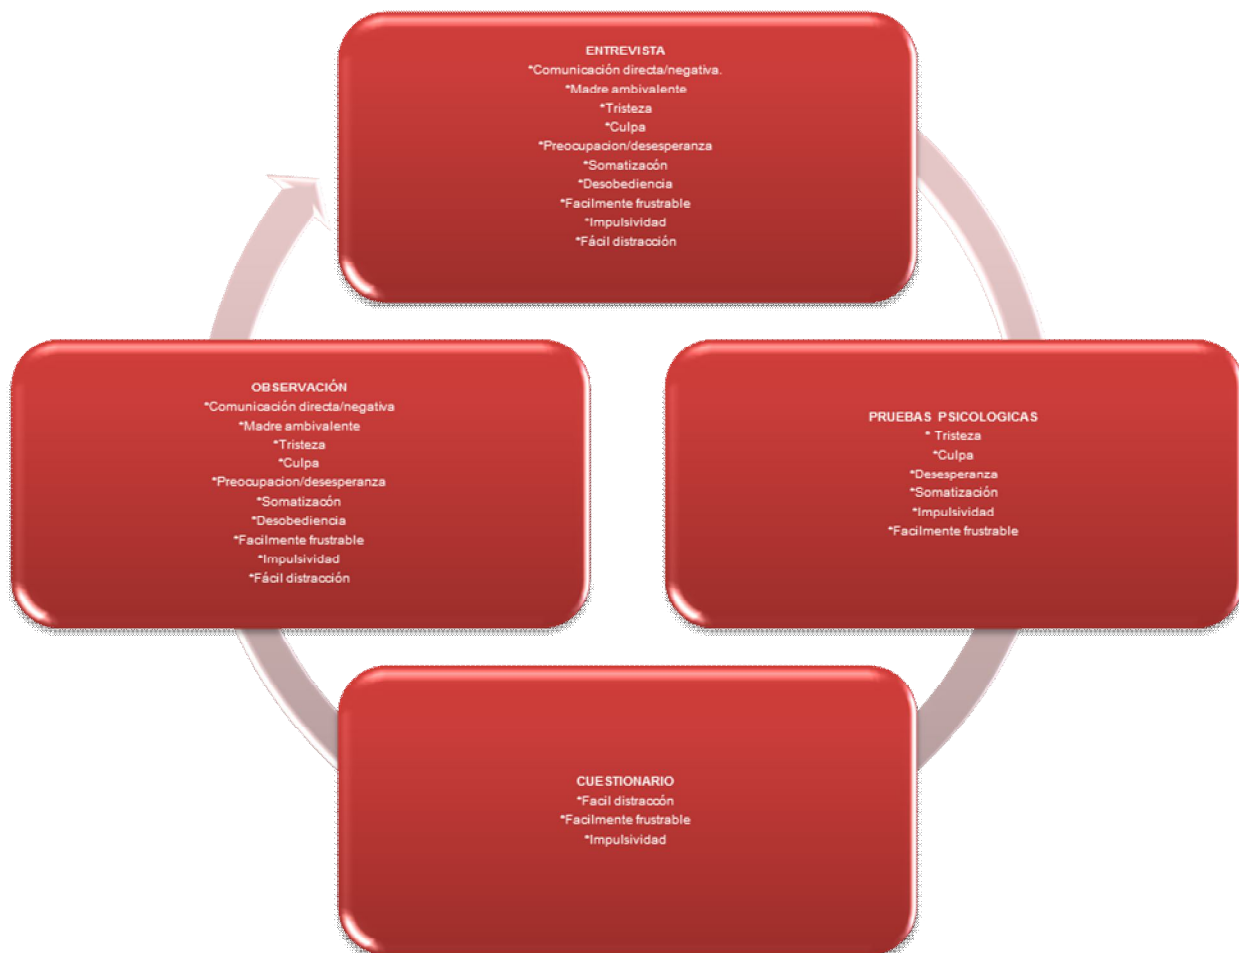 ENTREVISTA
*Comunicación directa/negativa.
*Madre ambivalente
*Tristeza
*Culpa
*Preocupacion/desesperanza
*Somatizacón
*Desobediencia
*Facilmente frustrable
*Impulsividad
*Fácil distracción
OBSERVACIÓN
*Comunicación directa/negativa
*Madre ambivalente
*Tristeza
*Culpa
*Preocupacion/desesperanza
*Somatizacón
*Desobediencia
*Facilmente frustrable
*Impulsividad
*Fácil distracción
PRUEBAS PSICOLOGICAS
* Tristeza
*Culpa
*Desesperanza
*Somatización
*Impulsividad
*Facilmente frustrable
CUESTIONARIO
*Facil distraccón
*Facilmente frustrable
*Impulsividad